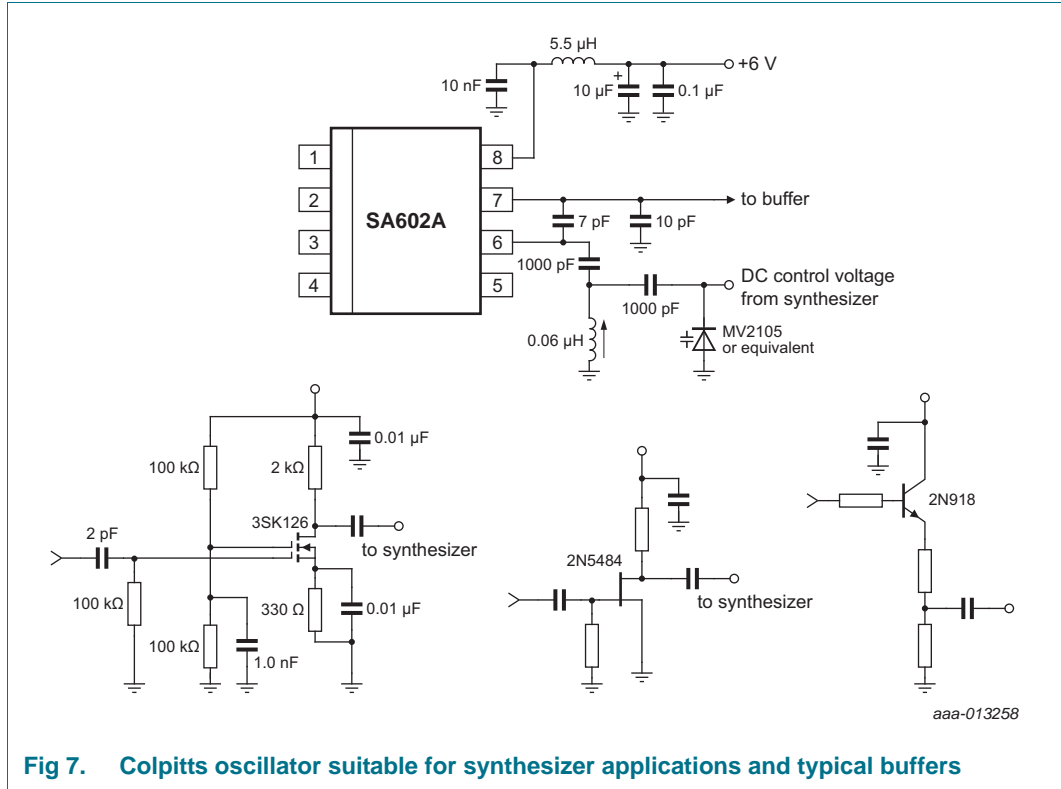 5.5 µH
+6 V
10 nF
+
10 µF
0.1 µF
1
8
2
7
to buffer
SA602A
7 pF
10 pF
3
6
1000 pF
4
5
DC control voltage
from synthesizer
1000 pF
0.06 µH
MV2105
or equivalent
0.01 µF
100 kΩ
2 kΩ
2N918
3SK126
2 pF
to synthesizer
2N5484
100 kΩ
330 Ω
0.01 µF
to synthesizer
100 kΩ
1.0 nF
aaa-013258
Fig 7. Colpitts oscillator suitable for synthesizer applications and typical buffers